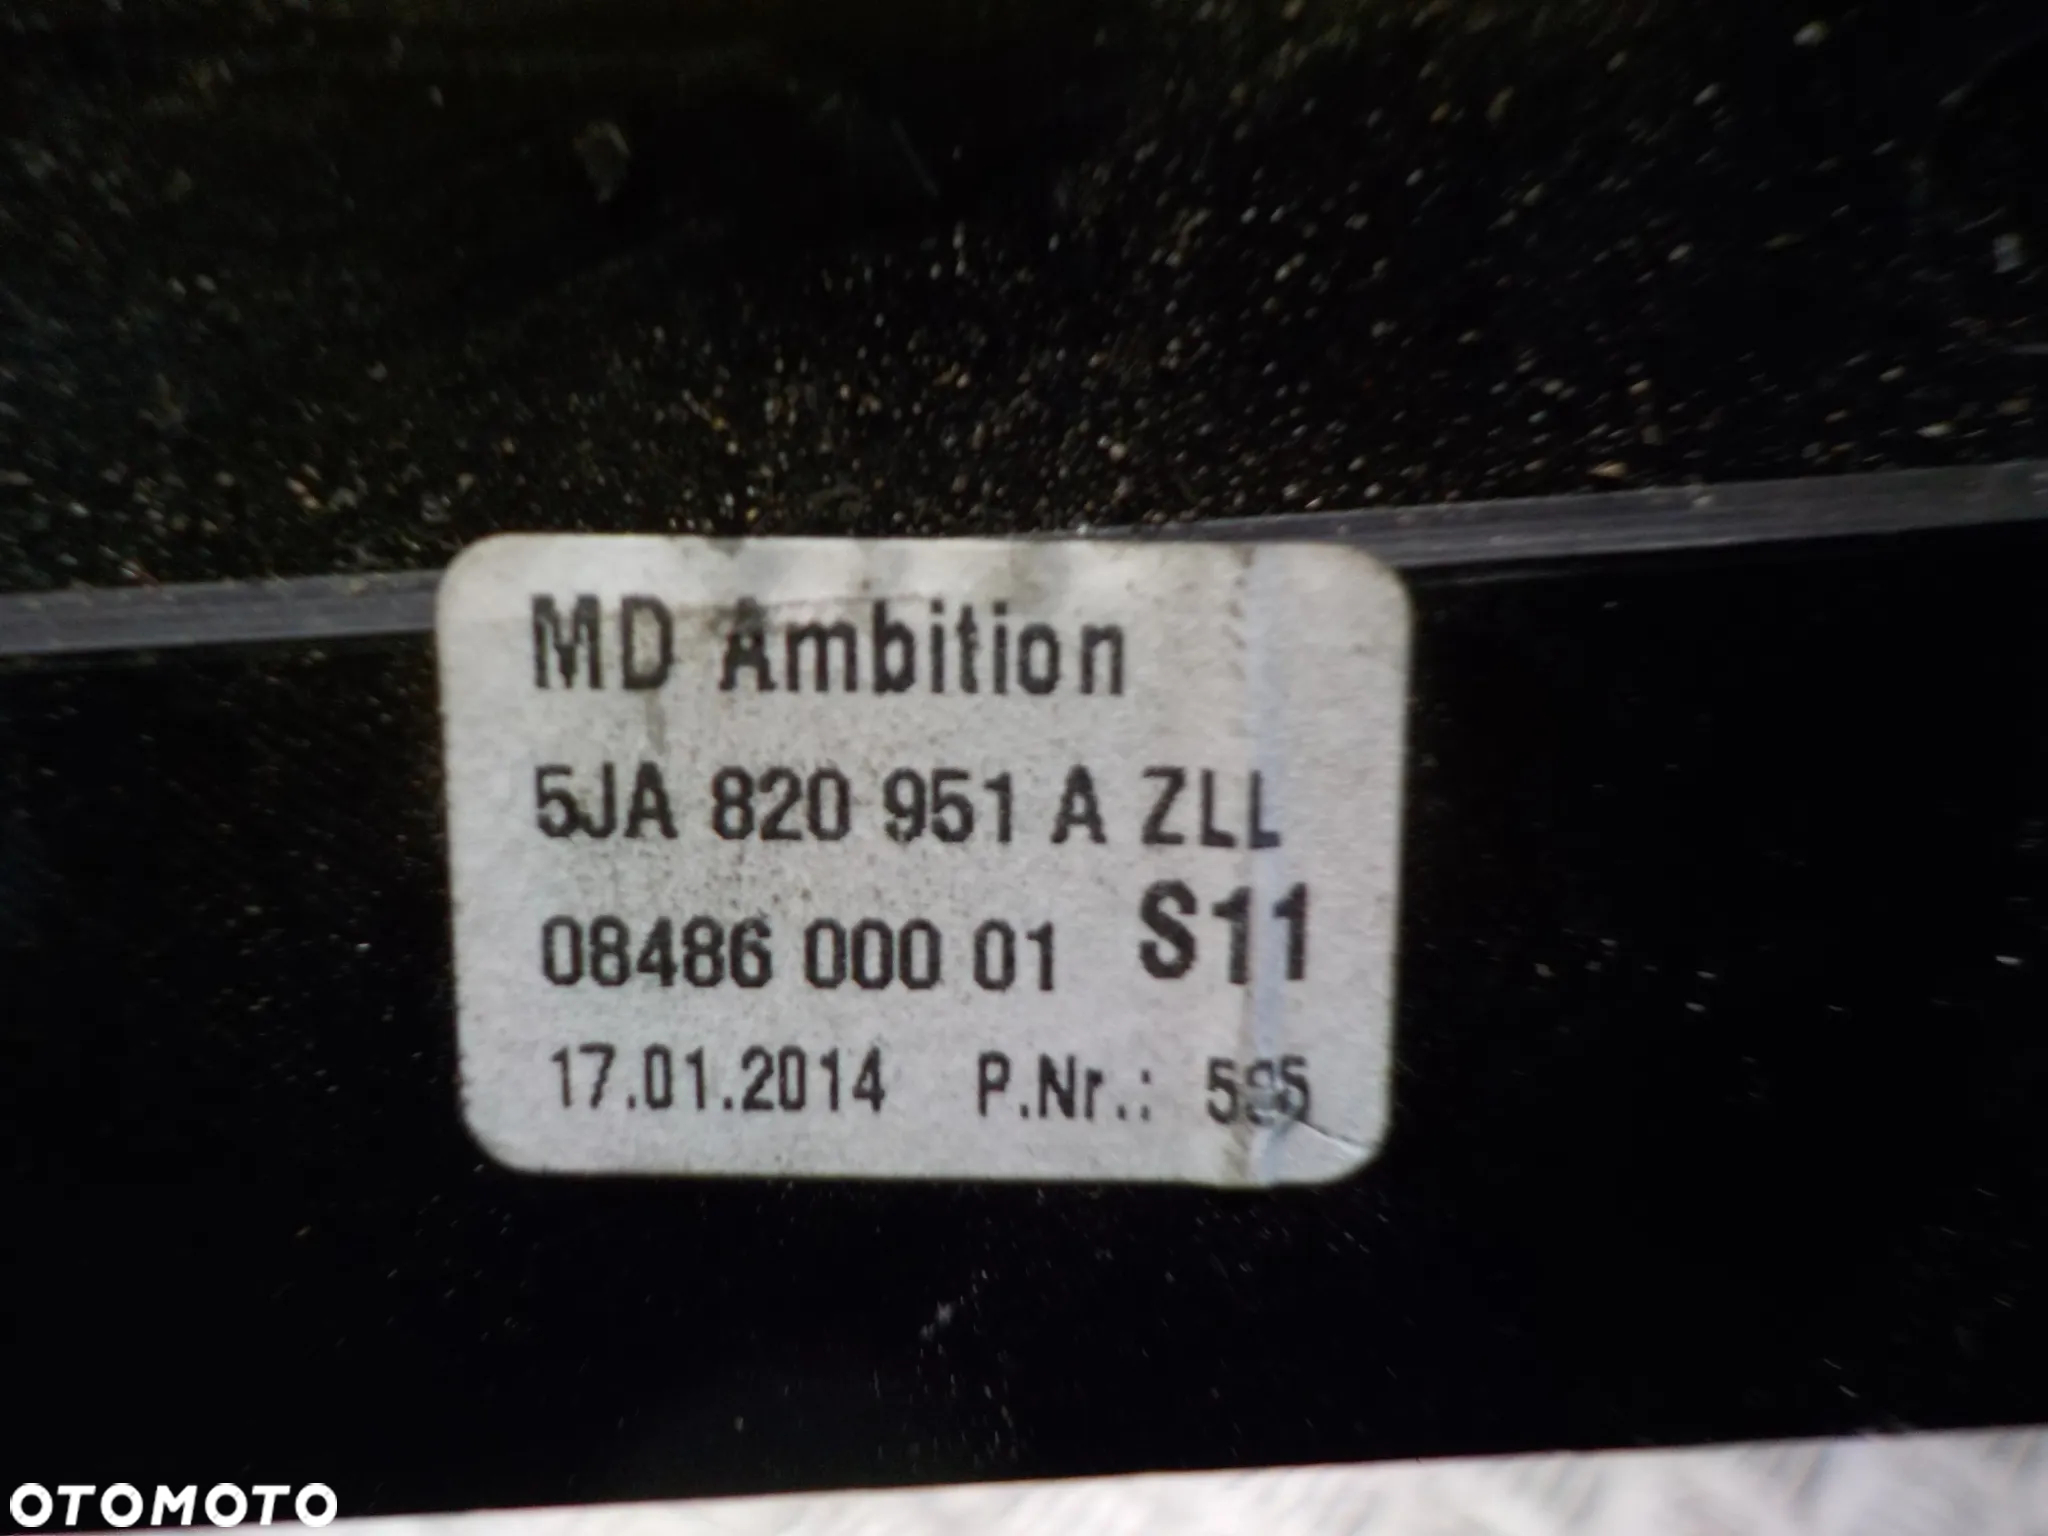 MD Ambition
5JA 820 951 A ZLL
08486 000 01 S11
17.01.2014 P.Nr.:
OTOMOTO